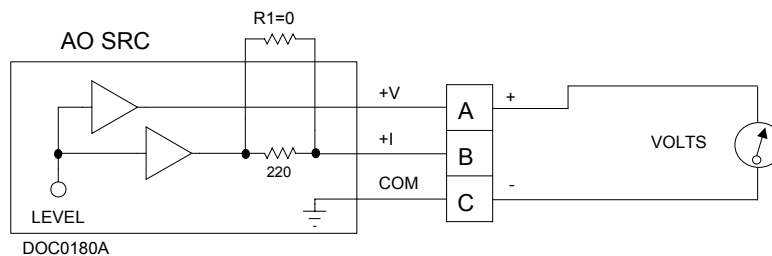 R1=0
AO SRC
+V
A
+
+I
B
VOLTS
220
COM
C
-
LEVEL
DOC0180A